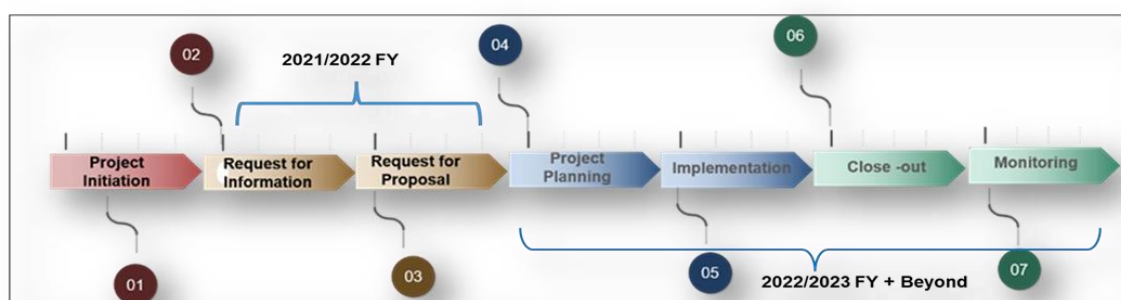 06
02
04
2021/2022 FY
Project
Initiation
Request for
Information
Request for
Proposal
Project
Planning
Implementation
Close -out
Monitoring
01
03
05
07
2022/2023 FY + Beyond